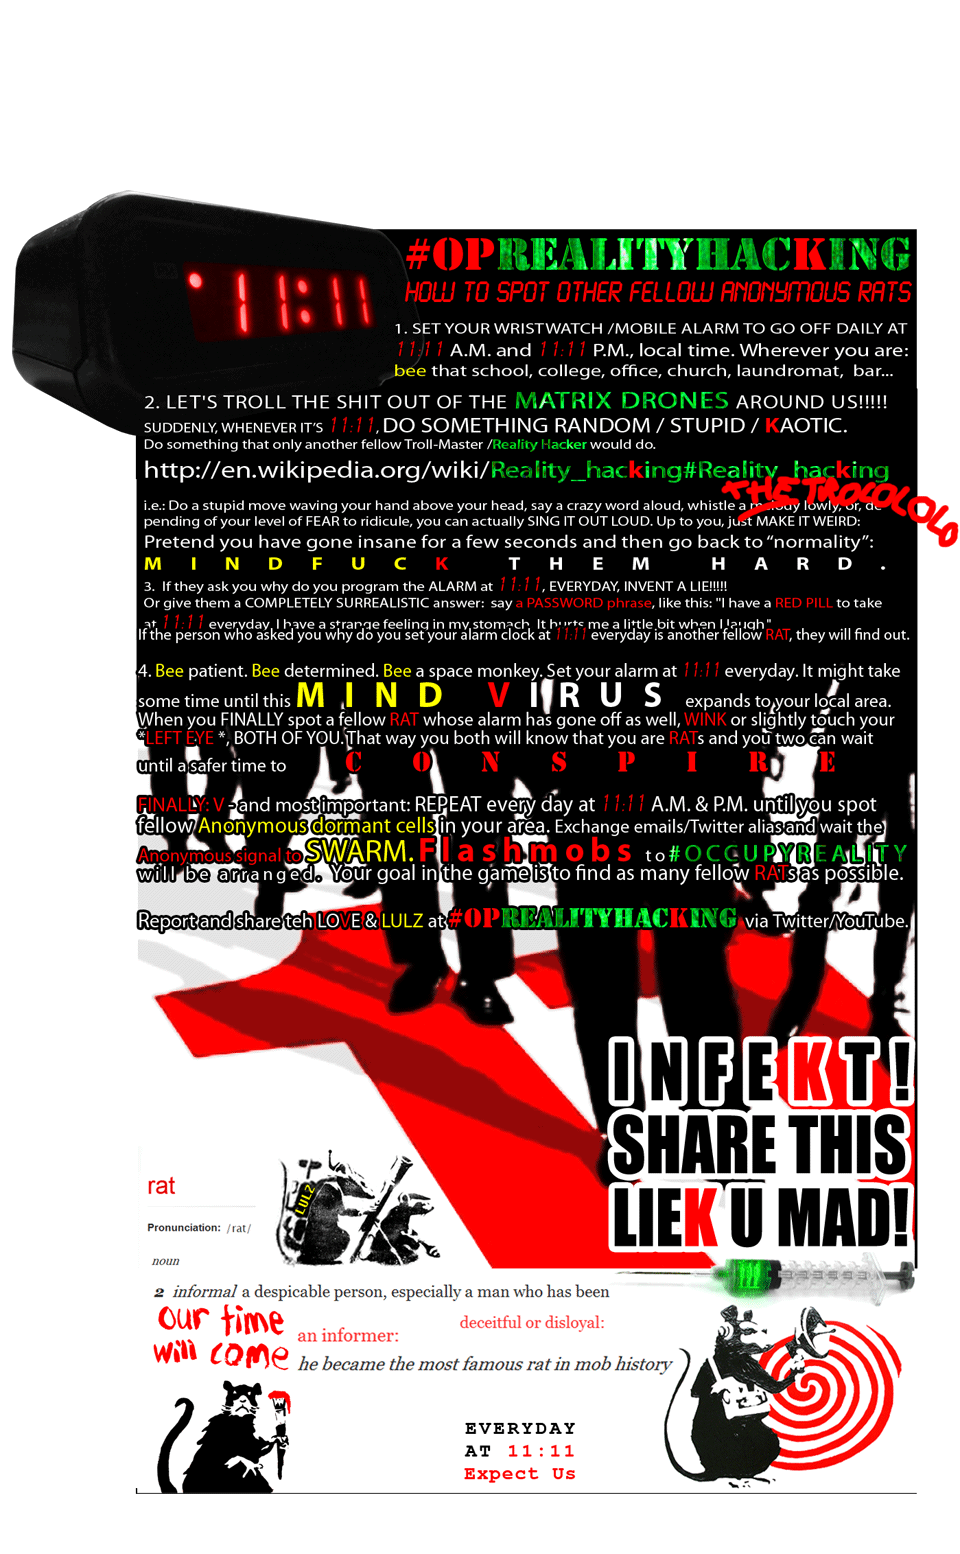 11:11
#OPREALITYHACKING
HOW TO SPOT OTHER FELLOW ANONYMOUS RATS
1. SET YOUR WRISTWATCH /MOBILE ALARM TO GO OFF DAILY AT
11:11 A.M. and 11:11 P.M., local time. Wherever you are:
bee that school, college, office, church, laundromat, bar...
2. LET'S TROLL THE SHIT OUT OF THE MATRIX DRONES AROUND US!!!!!
SUDDENLY, WHENEVER IT'S 11:11, DO SOMETHING RANDOM / STUPID / KAOTIC.
Do something that only another fellow Troll-Master /Reality Hacker would do.
http://en.wikipedia.org/wiki/Reality_hacking#Reality_hacking
THE TROLOLOLO
i.e.: Do a stupid move waving your hand above your head, say a crazy word aloud, whistle a melody lowly, or, de
pending of your level of FEAR to ridicule, you can actually SING IT OUT LOUD. Up to you, just MAKE IT WEIRD:
Pretend you have gone insane for a few seconds and then go back to “normality”:
MINDFUCK THEM HARD.
3. If they ask you why do you program the ALARM at 11:11, EVERYDAY, INVENT A LIE!!!!!
Or give them a COMPLETELY SURREALISTIC answer: say a PASSWORD phrase, like this: "I have a RED PILL to take
at 11:11 everyday. I have a strange feeling in my stomach. It hurts me a little bit when I laugh"
If the person who asked you why do you set your alarm clock at 11:11 everyday is another fellow RAT, they will find out.
4. Bee patient. Bee determined. Bee a space monkey. Set your alarm at 11:11 everyday. It might take
some time until this MIND VIRUS expands to your local area.
When you FINALLY spot a fellow RAT whose alarm has gone off as well, WINK or slightly touch your
*LEFT EYE *, BOTH OF YOU. That way you both will know that you are RATs and you two can wait
until a safer time to CONSPIRE
FINALLY: V - and most important: REPEAT every day at 11:11 A.M. & P.M. until you spot
fellow Anonymous dormant cells in your area. Exchange emails/Twitter alias and wait the
Anonymous signal to SWARM. Flashmobs to #OCCUPYREALITY
will be arranged. Your goal in the game is to find as many fellow RATs as possible.
Report and share teh LOVE & LULZ at #OPREALITYHACKING via Twitter/YouTube.
INFEKT!
SHARE THIS
LIEK U MAD!
rat
LULZ
Pronunciation: /rat/
noun
2 informal a despicable person, especially a man who has been
deceitful or disloyal:
our time
will come
an informer:
he became the most famous rat in mob history
EVERYDAY
AT 11:11
Expect Us